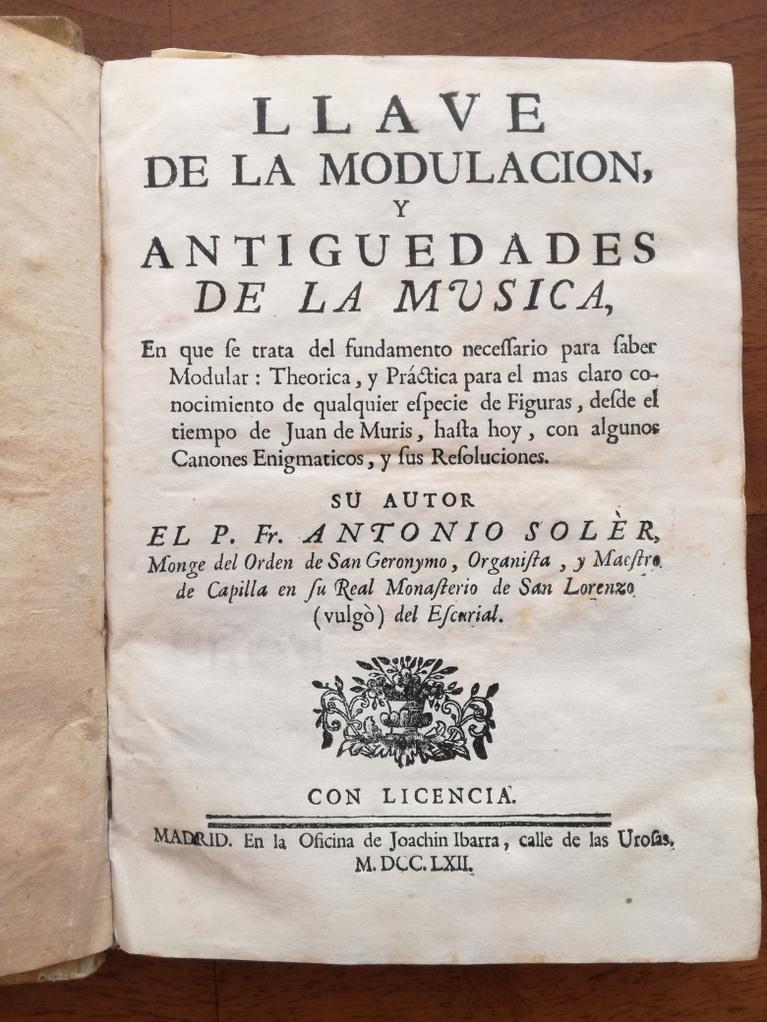 LLAVE
DE LA MODULACION,
Y
ANTIGUEDADES
DE LA MVSICA,
En que ſe trata del fundamento neceſſario para ſaber
Modular: Theorica, y Práctica para el mas claro co-
nocimiento de qualquier eſpecie de Figuras, deſde el
tiempo de Juan de Muris, haſta hoy, con algunos
Canones Enigmaticos, y ſus Reſoluciones.
SU AUTOR
EL P. Fr. ANTONIO SOLÈR,
Monge del Orden de San Geronymo, Organiſta, y Maeſtro
de Capilla en ſu Real Monaſterio de San Lorenzo
(vulgò) del Eſcurial.
CON LICENCIA.
MADRID. En la Oficina de Joachin Ibarra, calle de las Uroſas.
M. DCC. LXII.